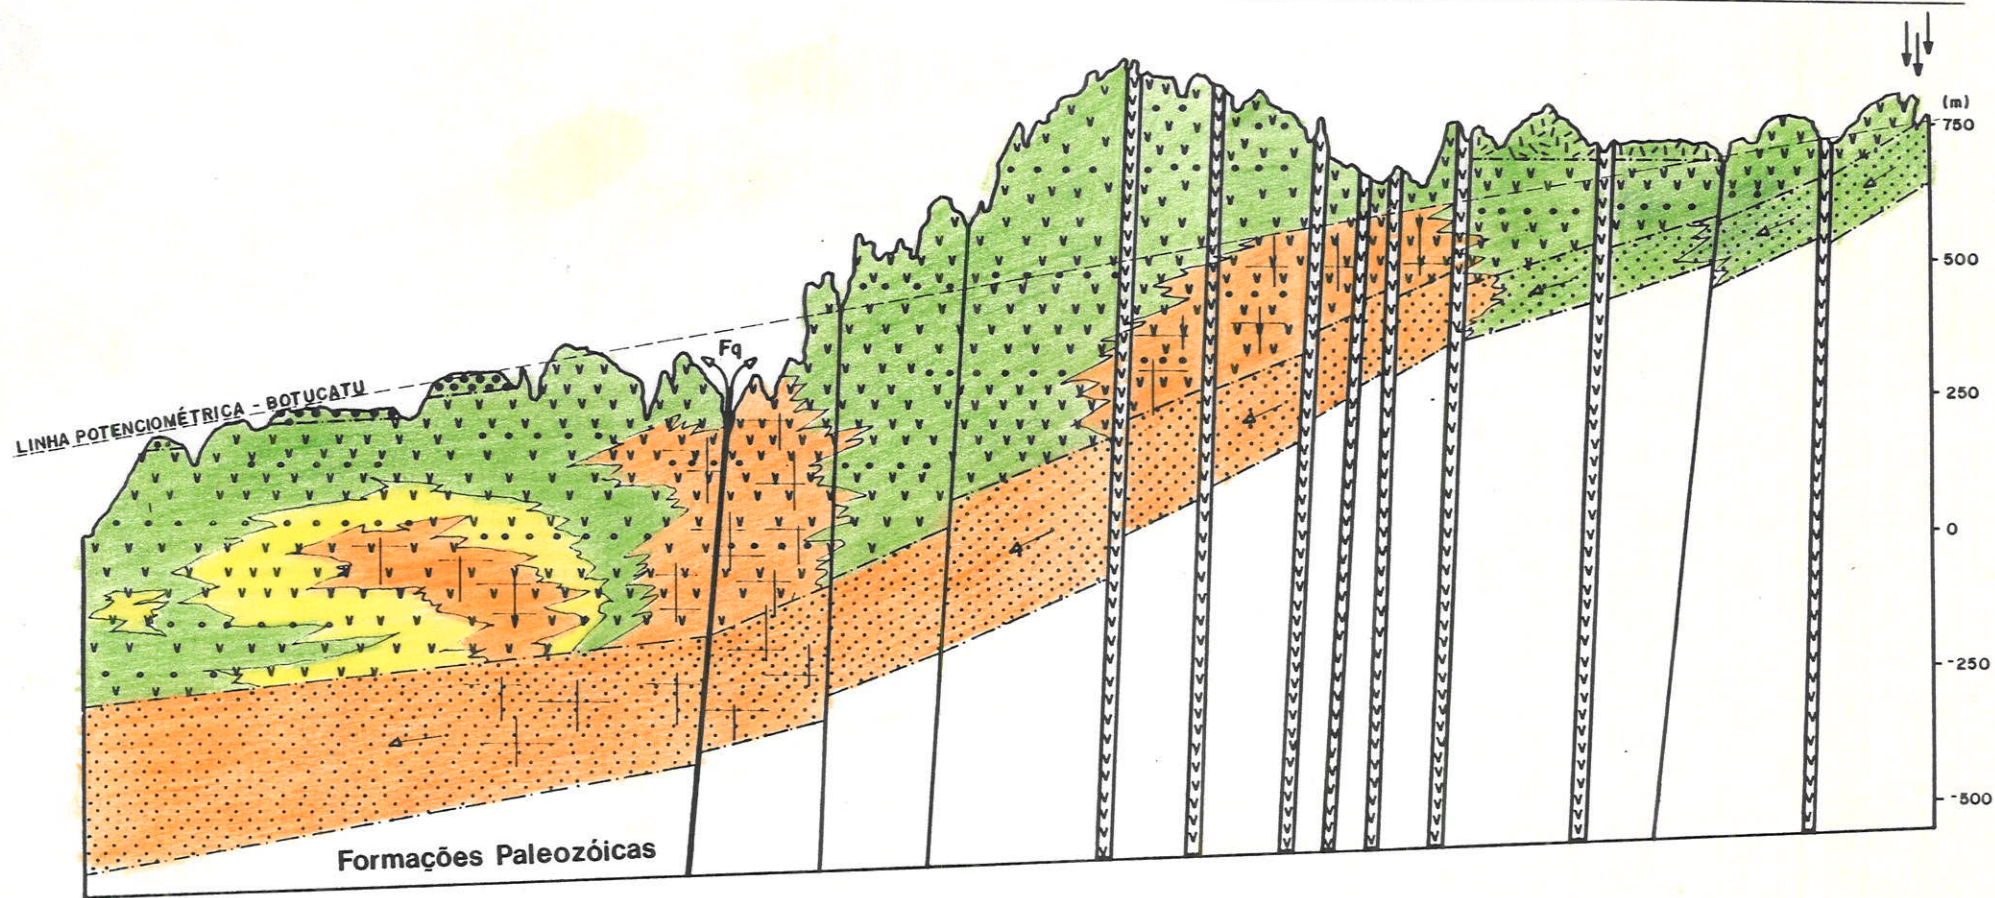 (m)
750
500
Fq
LINHA POTENCIOMÉTRICA - BOTUCATU
250
0
-250
-500
Formações Paleozóicas